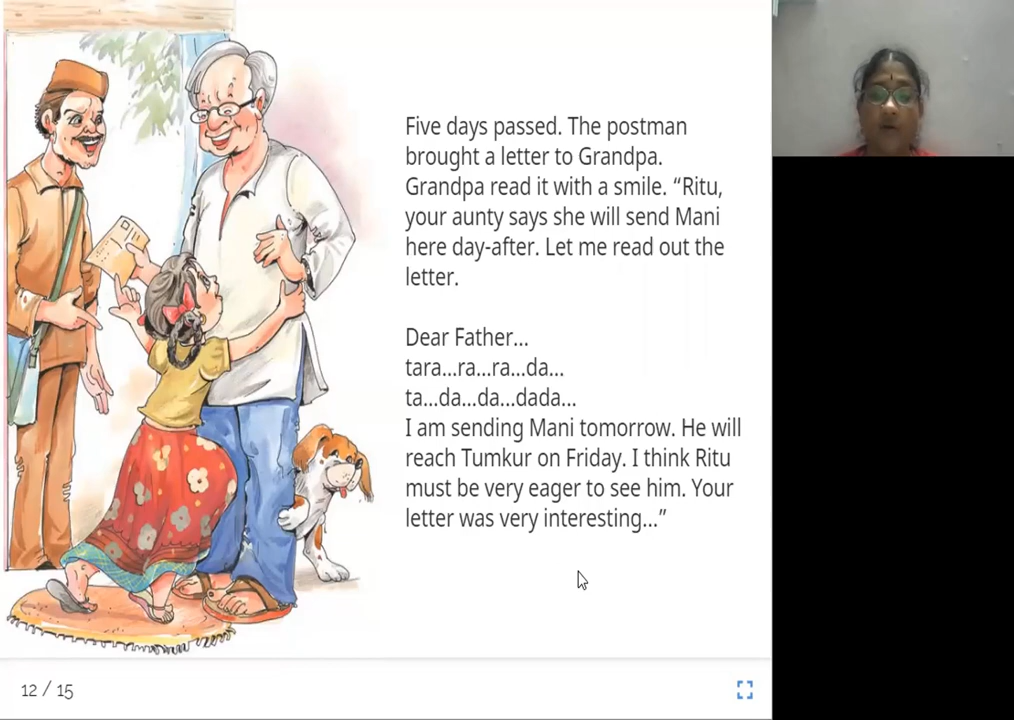 Five days passed. The postman
brought a letter to Grandpa.
Grandpa read it with a smile. “Ritu,
your aunty says she will send Mani
here day-after. Let me read out the
letter.
Dear Father...
tara...ra...ra...da...
ta...da...da...dada...
I am sending Mani tomorrow. He will
reach Tumkur on Friday. I think Ritu
must be very eager to see him. Your
letter was very interesting...”
12 / 15